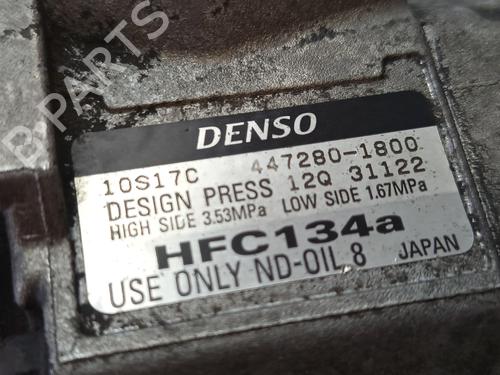 B-PARTS
DENSO
10S17C 447280-1800
DESIGN PRESS 12Q 31122
HIGH SIDE 3.53MPa LOW SIDE 1.67MPa
HFC134a
USE ONLY ND-OIL 8 JAPAN